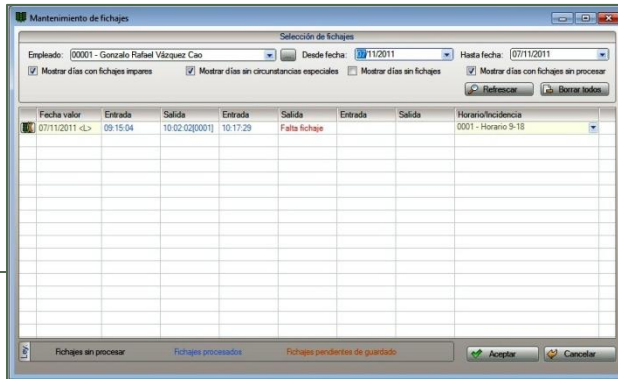 Mantenimiento de fichajes
Selección de fichajes
Empleado: 00001 - Gonzalo Rafael Vázquez Cao Desde fecha: 07/11/2011 Hasta fecha: 07/11/2011
Mostrar días con fichajes impares Mostrar días sin circunstancias especiales Mostrar días sin fichajes Mostrar días con fichajes sin procesar
Refrescar Borrar todos
Fecha valor Entrada Salida Entrada Salida Entrada Salida Horario/Incidencia
07/11/2011 <L> 09:15:04 10:02:02[0001] 10:17:29 Falta fichaje 0001 - Horario 9-18
Fichajes sin procesar Fichajes procesados Fichajes pendientes de guardado Aceptar Cancelar